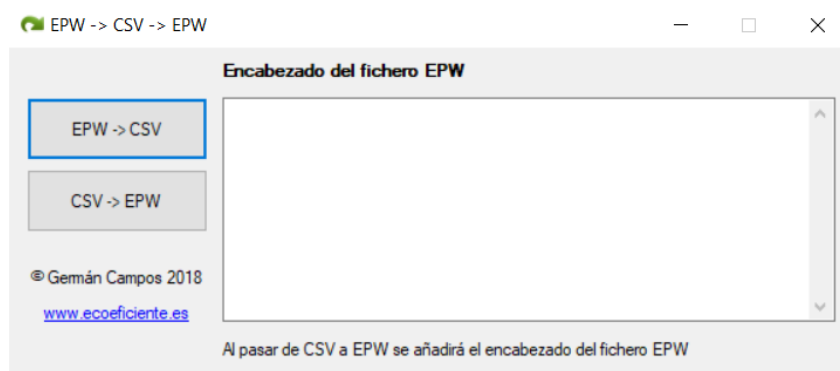 EPW -> CSV -> EPW
Encabezado del fichero EPW
EPW -> CSV
CSV -> EPW
© Germán Campos 2018
www.ecoeficiente.es
Al pasar de CSV a EPW se añadirá el encabezado del fichero EPW